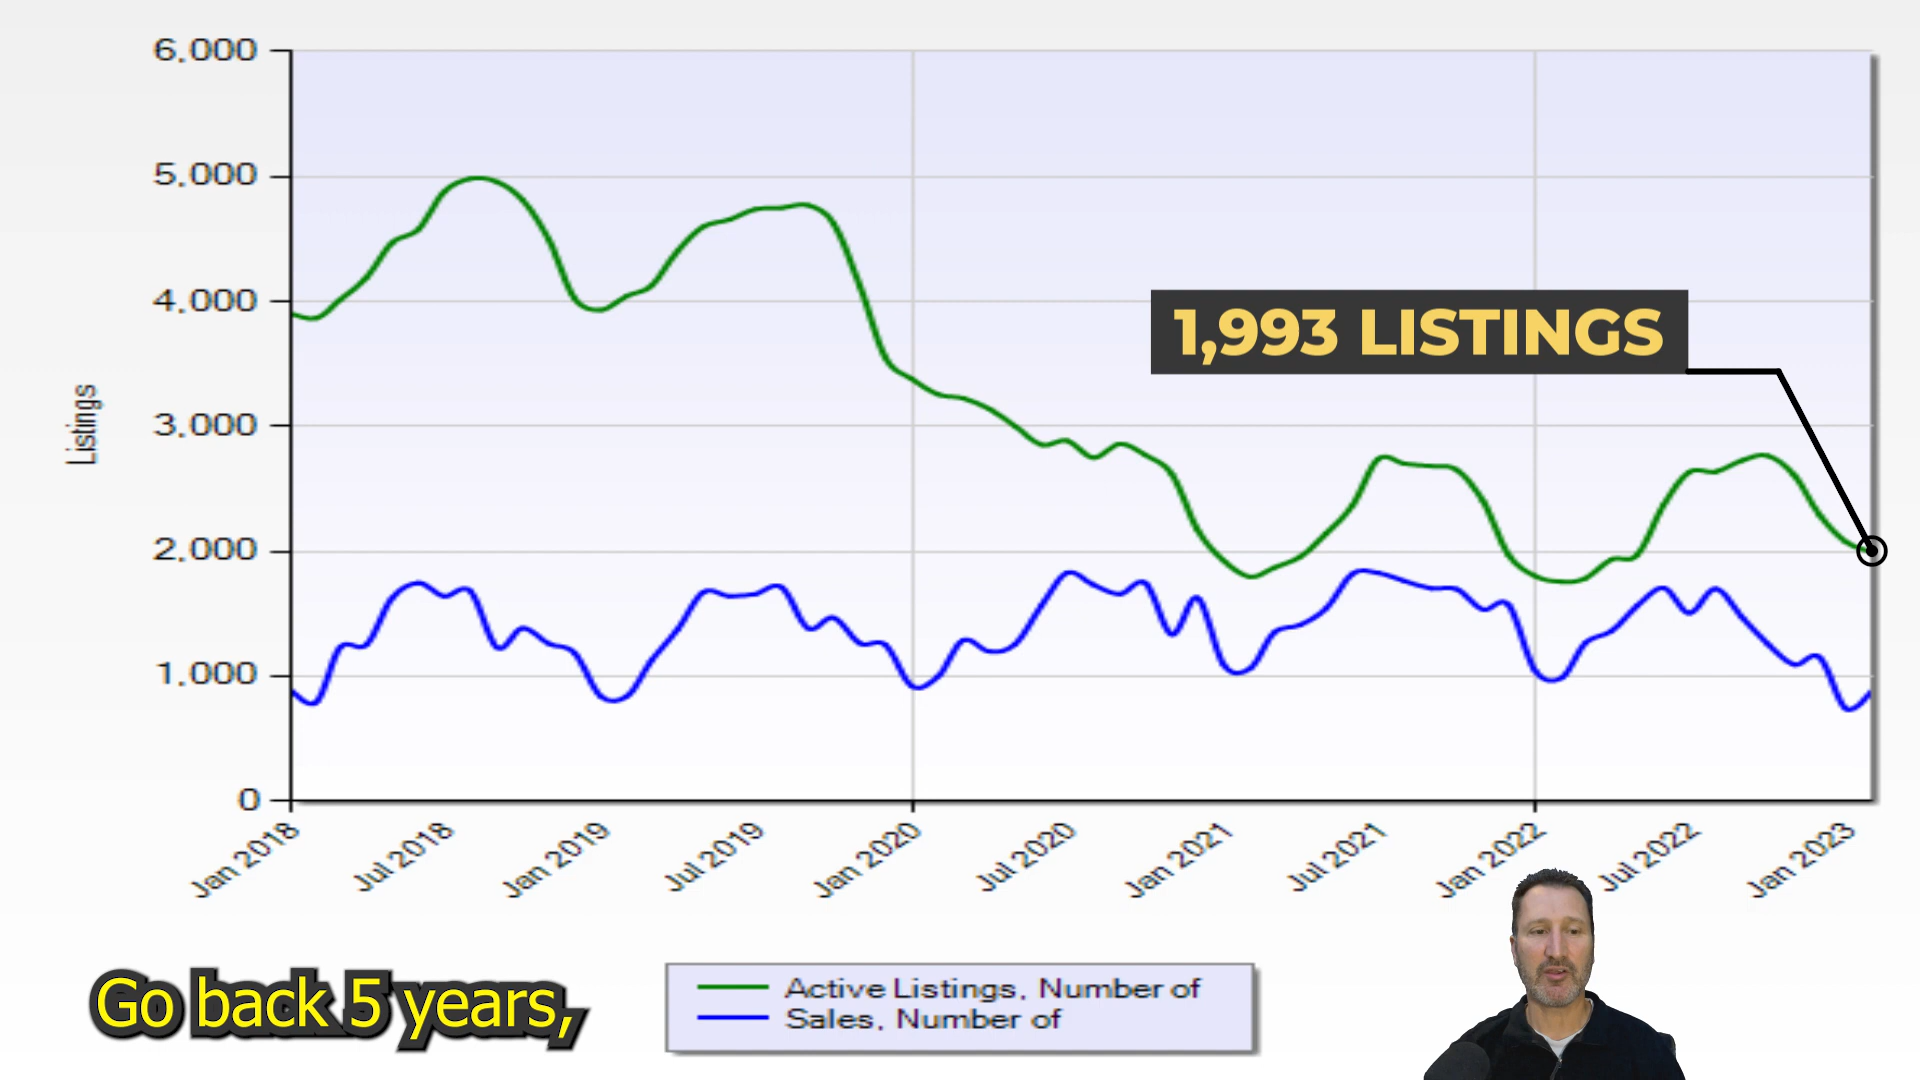 6,000
5,000
4,000
3,000
2,000
1,000
0
Listings
1,993 LISTINGS
Jan 2018
Jul 2018
Jan 2019
Jul 2019
Jan 2020
Jul 2020
Jan 2021
Jul 2021
Jan 2022
Jul 2022
Jan 2023
Go back 5 years,
Active Listings, Number of
Sales, Number of